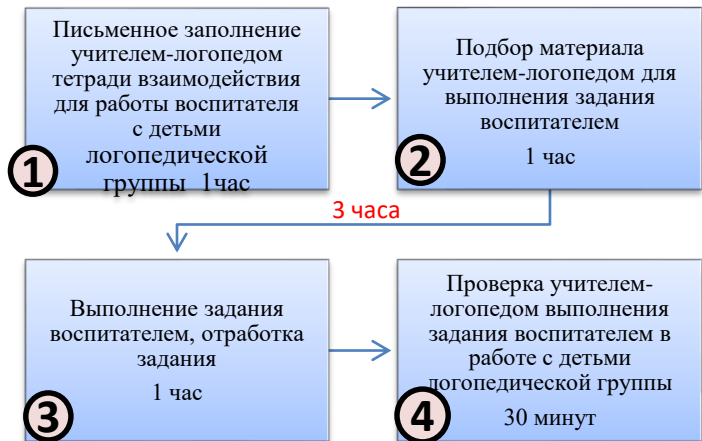 Письменное заполнение
учителем-логопедом
тетради взаимодействия
для работы воспитателя
с детьми
логопедической
группы 1час
1
Подбор материала
учителем-логопедом для
выполнения задания
воспитателем
1 час
2
3 часа
Выполнение задания
воспитателем, отработка
задания
1 час
3
Проверка учителем-
логопедом выполнения
задания воспитателем в
работе с детьми
логопедической группы
30 минут
4